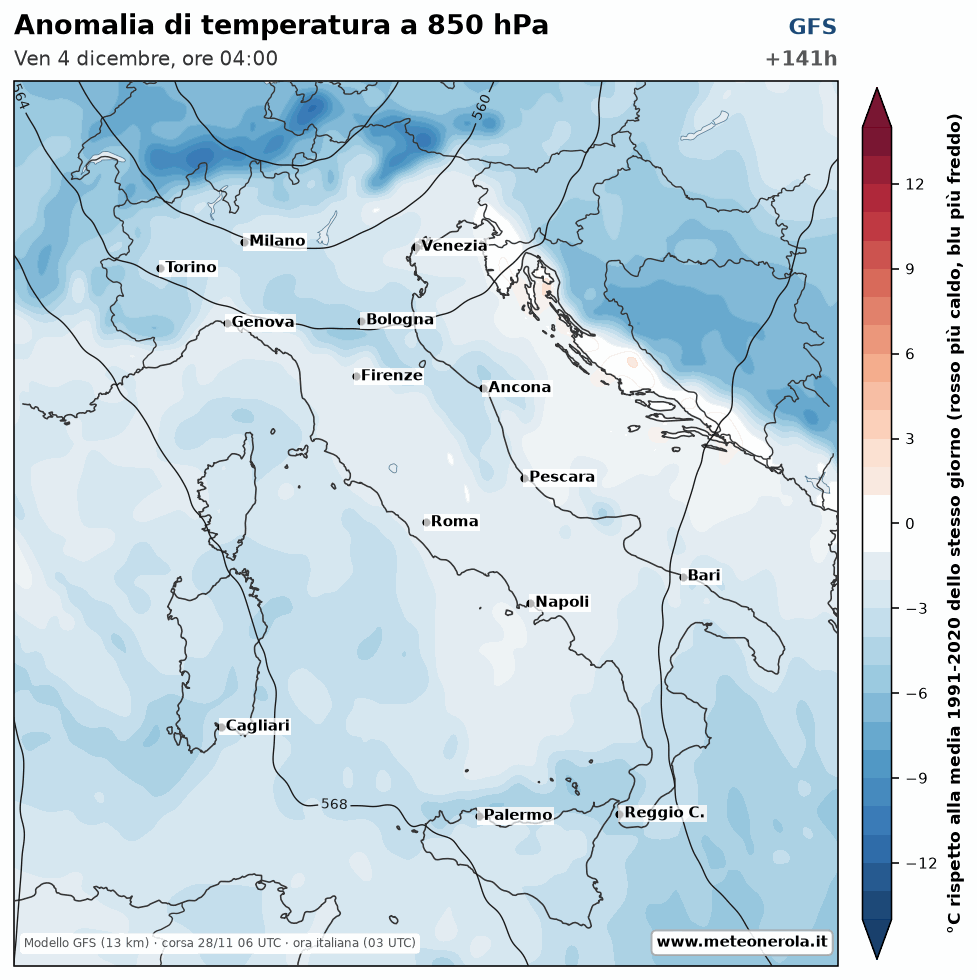 Anomalia di temperatura a 850 hPa
GFS
Ven 4 dicembre, ore 04:00
+141h
564
560
Milano
Venezia
Torino
Genova
Bologna
Firenze
Ancona
Pescara
Roma
Bari
Napoli
Cagliari
568
Palermo
Reggio C.
Modello GFS (13 km) · corsa 28/11 06 UTC · ora italiana (03 UTC)
www.meteonerola.it
12
9
6
3
0
−3
−6
−9
−12
°C rispetto alla media 1991-2020 dello stesso giorno (rosso più caldo, blu più freddo)